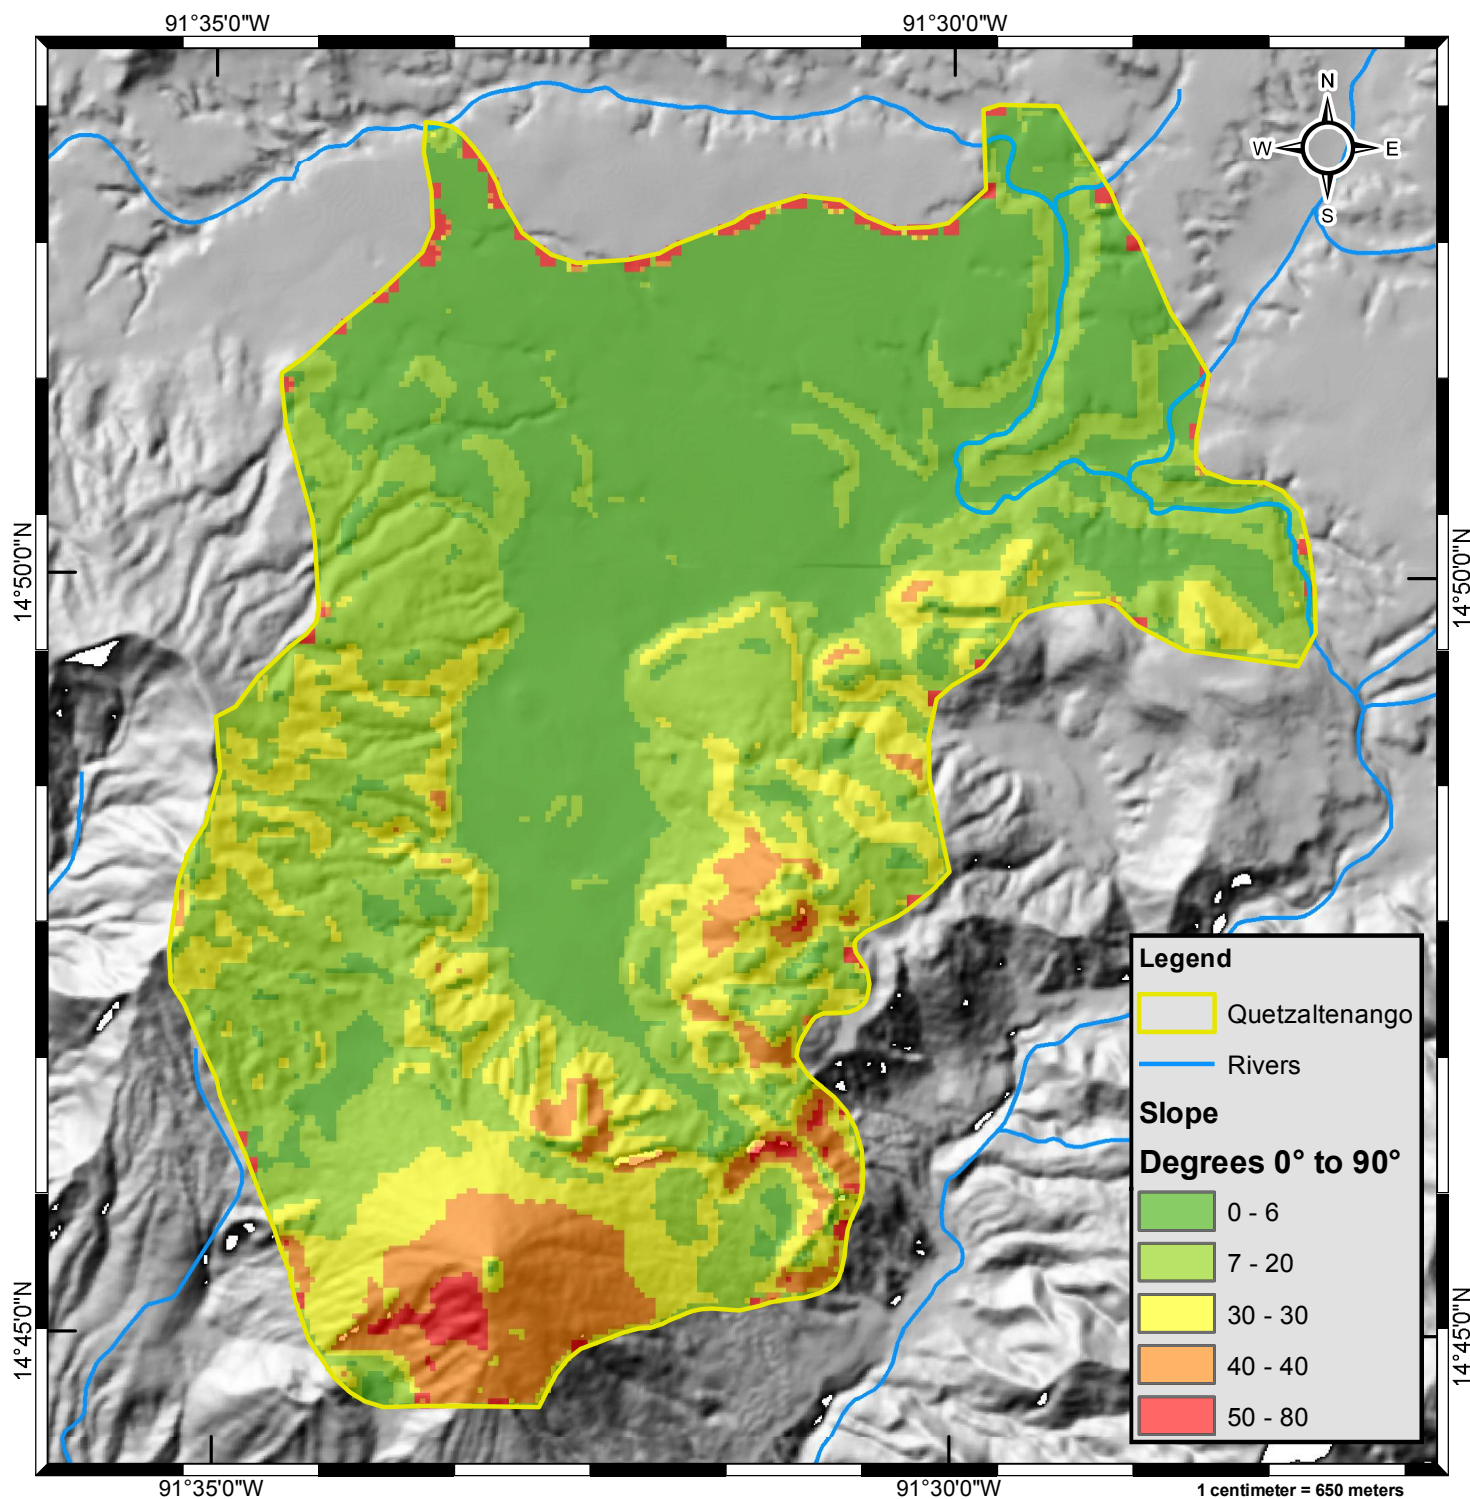 91°35'0"W
91°30'0"W
N
W
E
S
14°50'0"N
14°50'0"N
Legend
Quetzaltenango
Rivers
Slope
Degrees 0° to 90°
0 - 6
7 - 20
30 - 30
40 - 40
50 - 80
14°45'0"N
14°45'0"N
91°35'0"W
91°30'0"W
1 centimeter = 650 meters